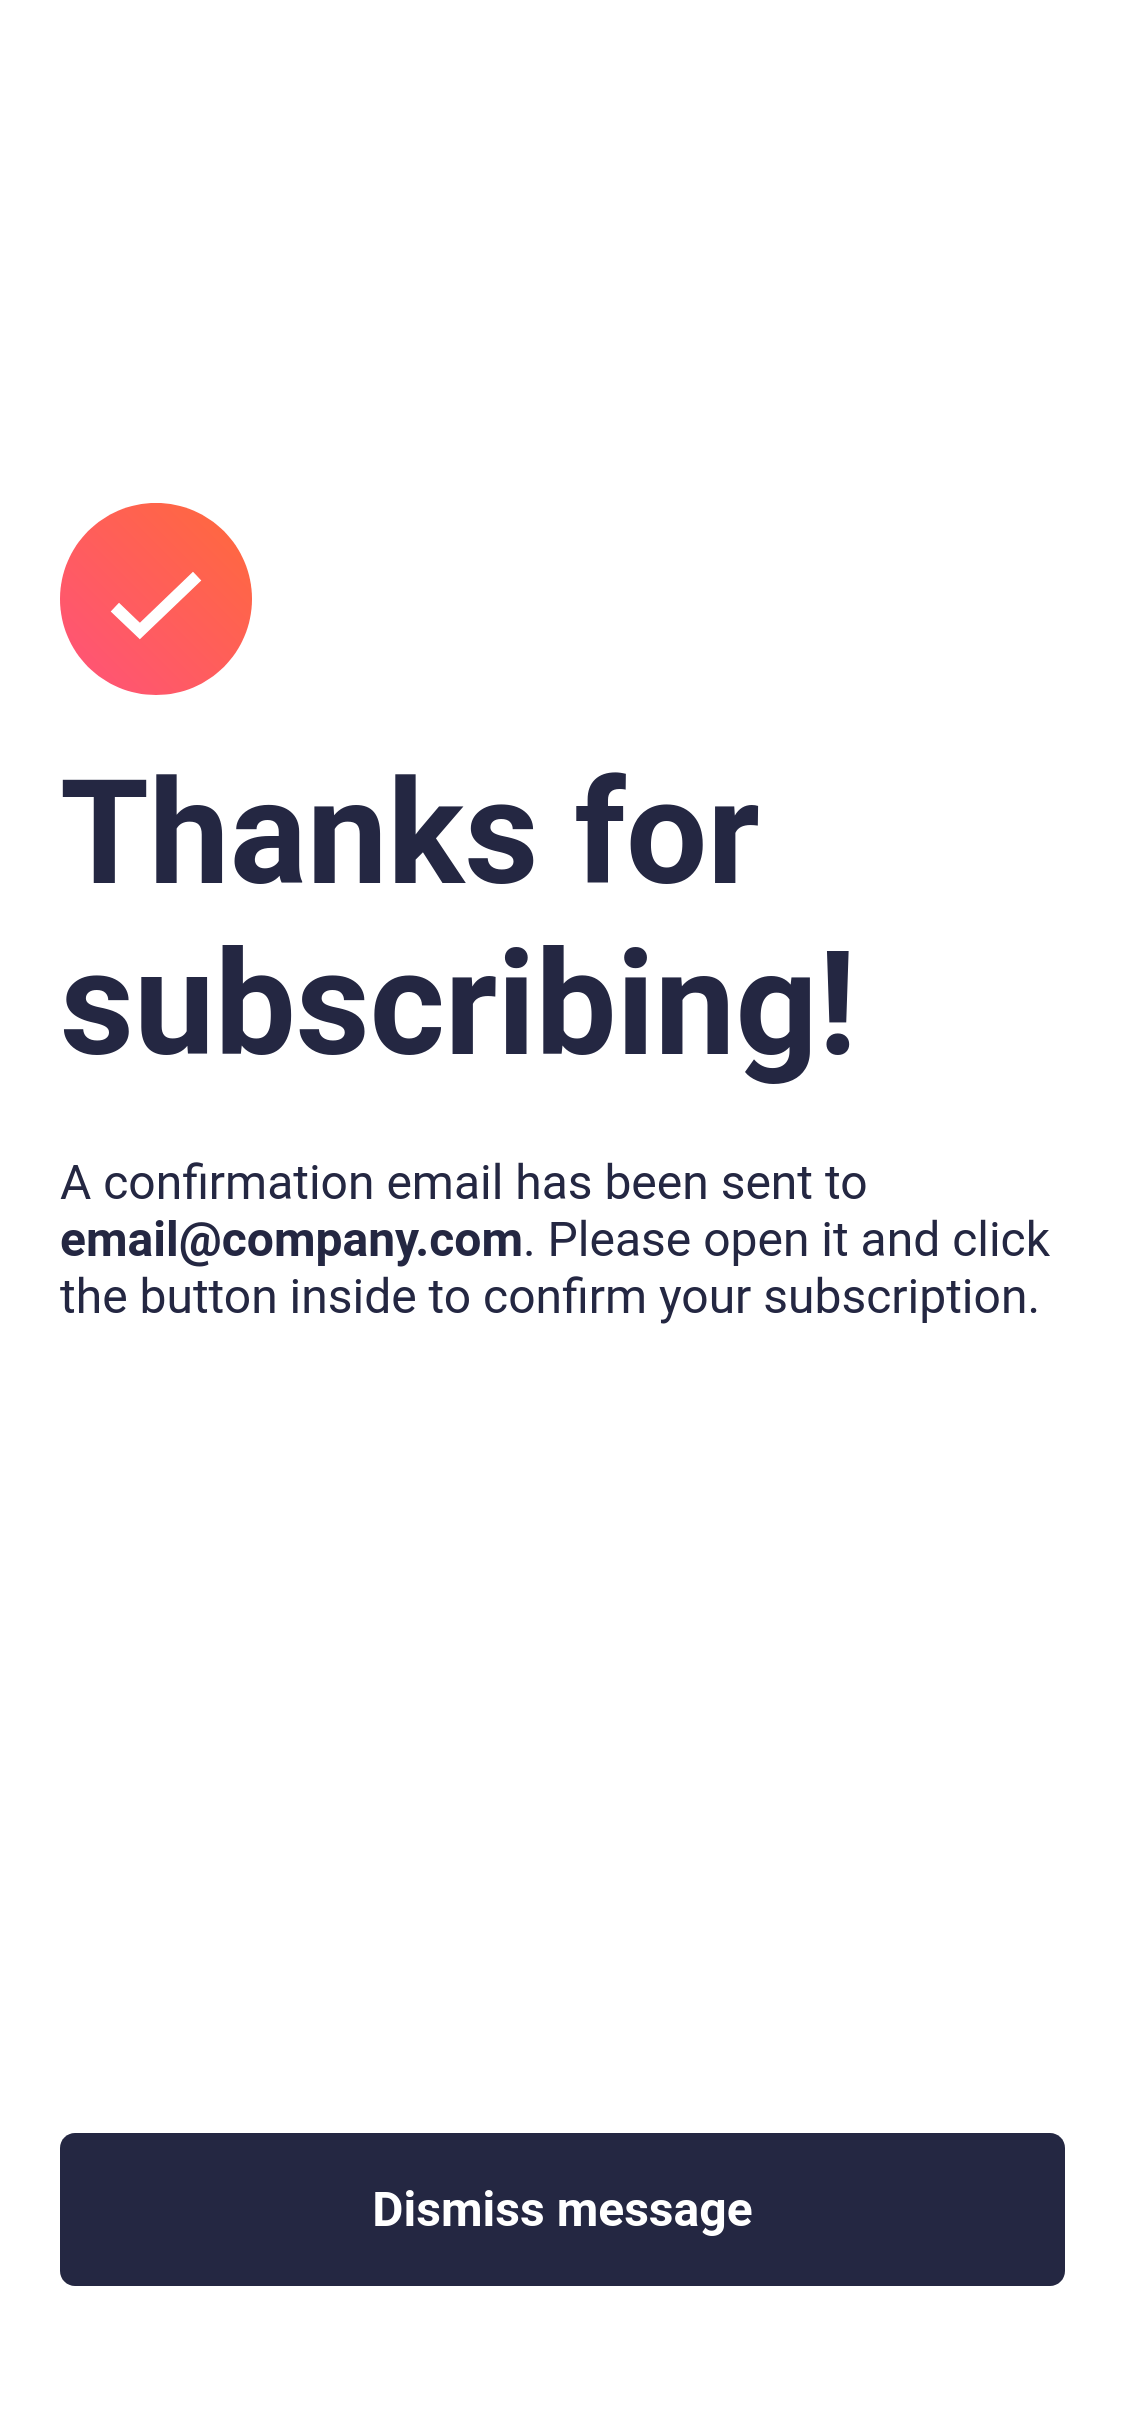 Thanks for
subscribing!
A confirmation email has been sent to
email@company.com. Please open it and click
the button inside to confirm your subscription.
Dismiss message